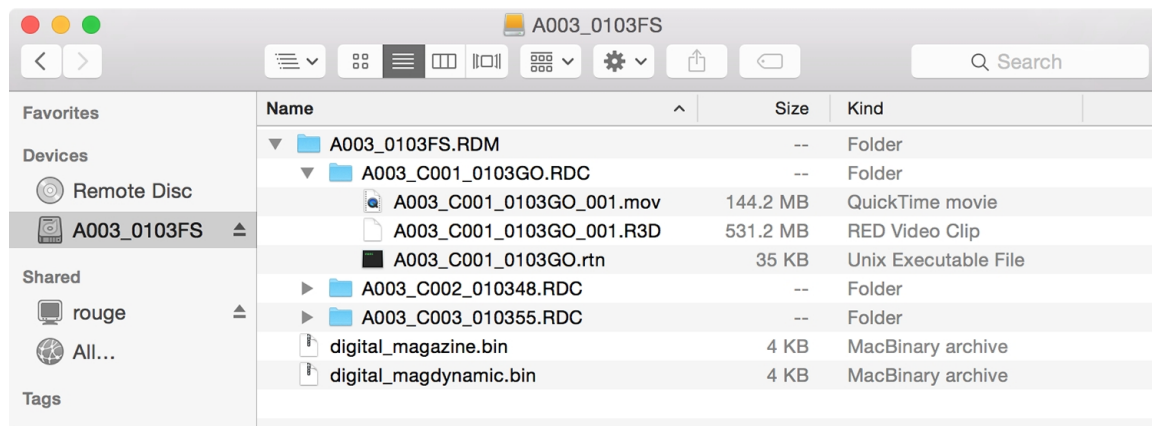 A003_0103FS
Search
Favorites
Devices
Remote Disc
A003_0103FS
Shared
rouge
All...
Tags
Name Size Kind
A003_0103FS.RDM -- Folder
A003_C001_0103GO.RDC -- Folder
A003_C001_0103GO_001.mov 144.2 MB QuickTime movie
A003_C001_0103GO_001.R3D 531.2 MB RED Video Clip
A003_C001_0103GO.rtn 35 KB Unix Executable File
A003_C002_010348.RDC -- Folder
A003_C003_010355.RDC -- Folder
digital_magazine.bin 4 KB MacBinary archive
digital_magdynamic.bin 4 KB MacBinary archive